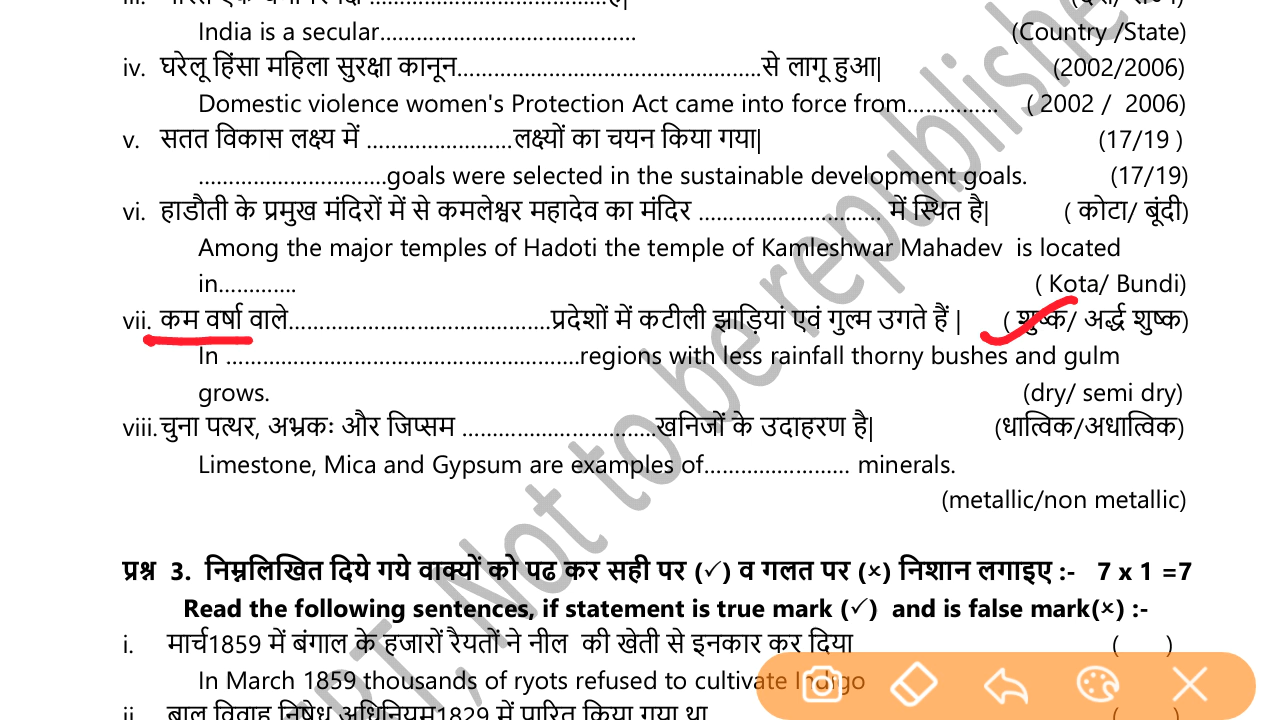 India is a secular.......................................... (Country /State)
iv. घरेलू हिंसा महिला सुरक्षा कानून..................................................से लागू हुआ| (2002/2006)
Domestic violence women's Protection Act came into force from............... ( 2002 / 2006)
v. सतत विकास लक्ष्य में ........................लक्ष्यों का चयन किया गया| (17/19 )
...............................goals were selected in the sustainable development goals. (17/19)
vi. हाडौती के प्रमुख मंदिरों में से कमलेश्वर महादेव का मंदिर .............................. में स्थित है| ( कोटा/ बूंदी)
Among the major temples of Hadoti the temple of Kamleshwar Mahadev is located
in............. ( Kota/ Bundi)
vii. कम वर्षा वाले...........................................प्रदेशों में कटीली झाड़ियां एवं गुल्म उगते हैं | ( शुष्क/ अर्द्ध शुष्क)
In ..........................................................regions with less rainfall thorny bushes and gulm
grows. (dry/ semi dry)
viii.चुना पत्थर, अभ्रकः और जिप्सम ................................खनिजों के उदाहरण है| (धात्विक/अधात्विक)
Limestone, Mica and Gypsum are examples of........................ minerals.
(metallic/non metallic)
प्रश्न 3. निम्नलिखित दिये गये वाक्यों को पढ कर सही पर (✓) व गलत पर (×) निशान लगाइए :- 7 x 1 =7
Read the following sentences, if statement is true mark (✓) and is false mark(×) :-
i. मार्च1859 में बंगाल के हजारों रैयतों ने नील की खेती से इनकार कर दिया ( )
In March 1859 thousands of ryots refused to cultivate Indigo
ii. बाल विवाह निषेध अधिनियम1829 में पारित किया गया था ( )
RT, Not to be republishe